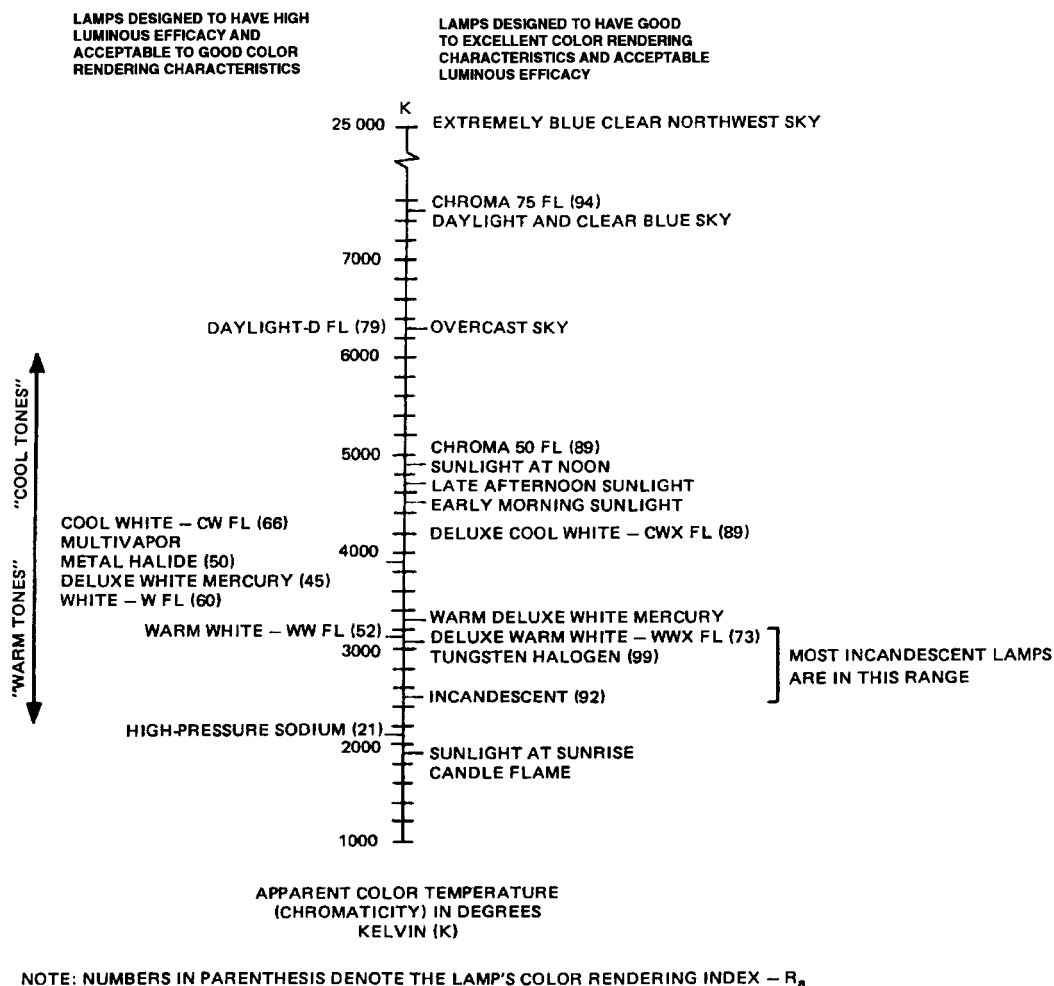 LAMPS DESIGNED TO HAVE HIGH
LUMINOUS EFFICACY AND
ACCEPTABLE TO GOOD COLOR
RENDERING CHARACTERISTICS
LAMPS DESIGNED TO HAVE GOOD
TO EXCELLENT COLOR RENDERING
CHARACTERISTICS AND ACCEPTABLE
LUMINOUS EFFICACY
K
25 000
EXTREMELY BLUE CLEAR NORTHWEST SKY
CHROMA 75 FL (94)
DAYLIGHT AND CLEAR BLUE SKY
7000
DAYLIGHT-D FL (79)
OVERCAST SKY
6000
"COOL TONES"
"WARM TONES"
5000
CHROMA 50 FL (89)
SUNLIGHT AT NOON
LATE AFTERNOON SUNLIGHT
EARLY MORNING SUNLIGHT
DELUXE COOL WHITE – CWX FL (89)
COOL WHITE – CW FL (66)
MULTIVAPOR
METAL HALIDE (50)
DELUXE WHITE MERCURY (45)
WHITE – W FL (60)
4000
WARM DELUXE WHITE MERCURY
WARM WHITE – WW FL (52)
DELUXE WARM WHITE – WWX FL (73)
3000
TUNGSTEN HALOGEN (99)
MOST INCANDESCENT LAMPS
ARE IN THIS RANGE
INCANDESCENT (92)
HIGH-PRESSURE SODIUM (21)
2000
SUNLIGHT AT SUNRISE
CANDLE FLAME
1000
APPARENT COLOR TEMPERATURE
(CHROMATICITY) IN DEGREES
KELVIN (K)
NOTE: NUMBERS IN PARENTHESIS DENOTE THE LAMP'S COLOR RENDERING INDEX – Ra